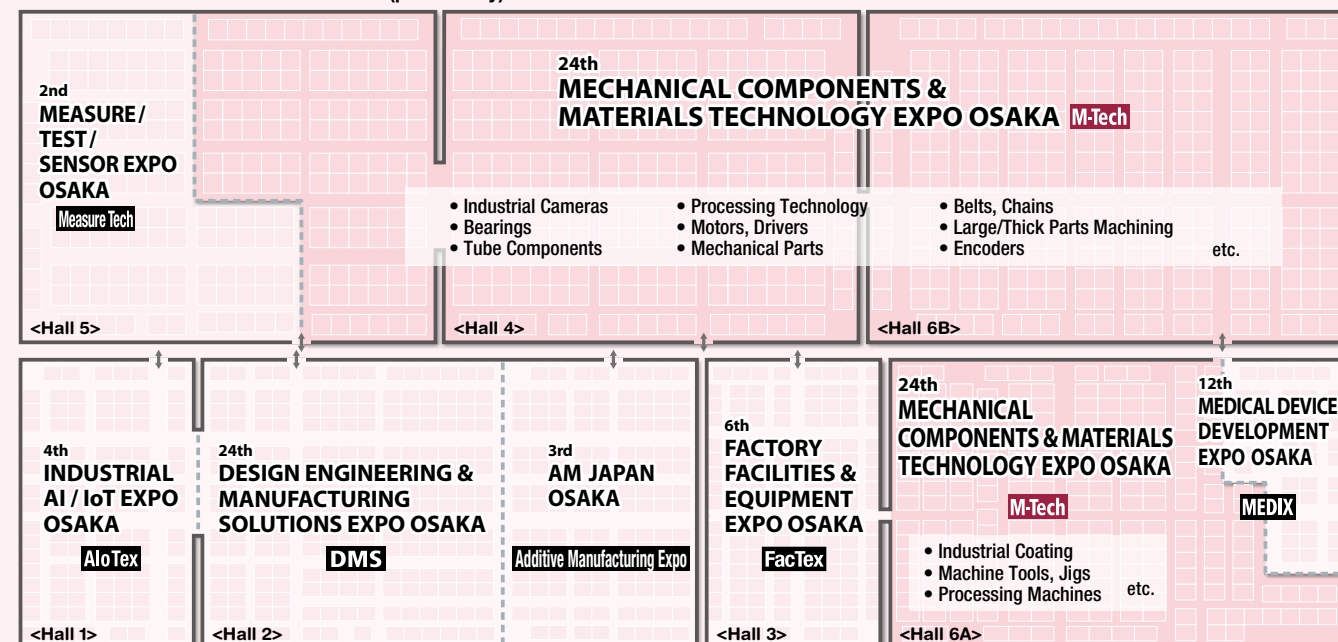 2nd
MEASURE/
TEST/
SENSOR EXPO
OSAKA
Measure Tech
<Hall 5>
24th
MECHANICAL COMPONENTS &
MATERIALS TECHNOLOGY EXPO OSAKA M-Tech
• Industrial Cameras
• Bearings
• Tube Components
• Processing Technology
• Motors, Drivers
• Mechanical Parts
• Belts, Chains
• Large/Thick Parts Machining
• Encoders
etc.
<Hall 4>
<Hall 6B>
4th
INDUSTRIAL
AI / IoT EXPO
OSAKA
AIoTex
<Hall 1>
24th
DESIGN ENGINEERING &
MANUFACTURING
SOLUTIONS EXPO OSAKA
DMS
<Hall 2>
3rd
AM JAPAN
OSAKA
Additive Manufacturing Expo
6th
FACTORY
FACILITIES &
EQUIPMENT
EXPO OSAKA
FacTex
<Hall 3>
24th
MECHANICAL
COMPONENTS & MATERIALS
TECHNOLOGY EXPO OSAKA
M-Tech
• Industrial Coating
• Machine Tools, Jigs
• Processing Machines
etc.
<Hall 6A>
12th
MEDICAL DEVICE
DEVELOPMENT
EXPO OSAKA
MEDIX